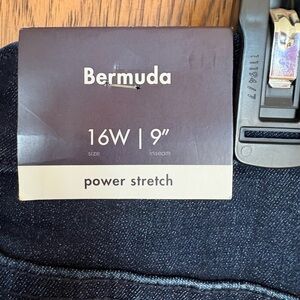 Bermuda
16W | 9″
size inseam
power stretch